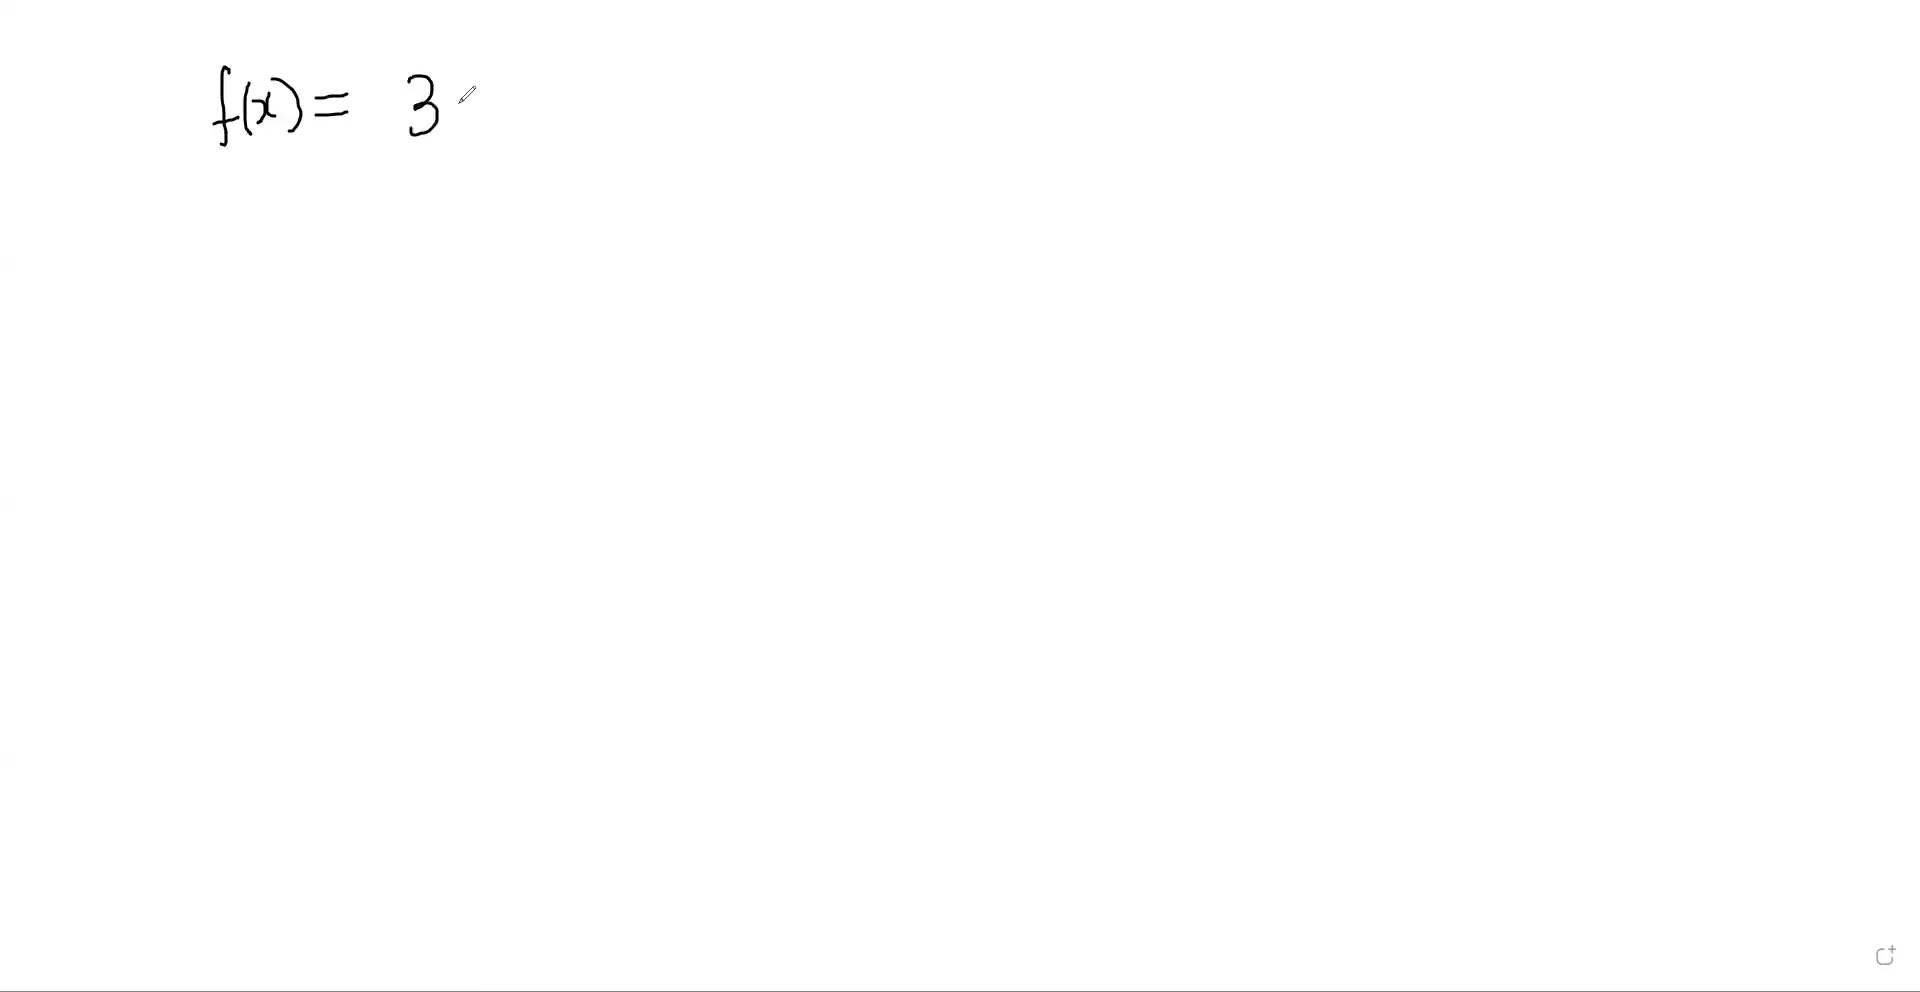 f(x) = 3